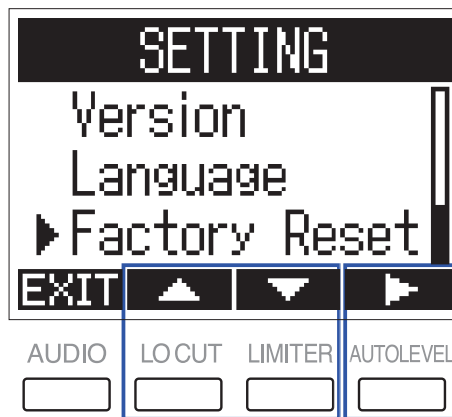 SETTING
Version
Language
Factory Reset
EXIT
AUDIO LO CUT LIMITER AUTOLEVEL